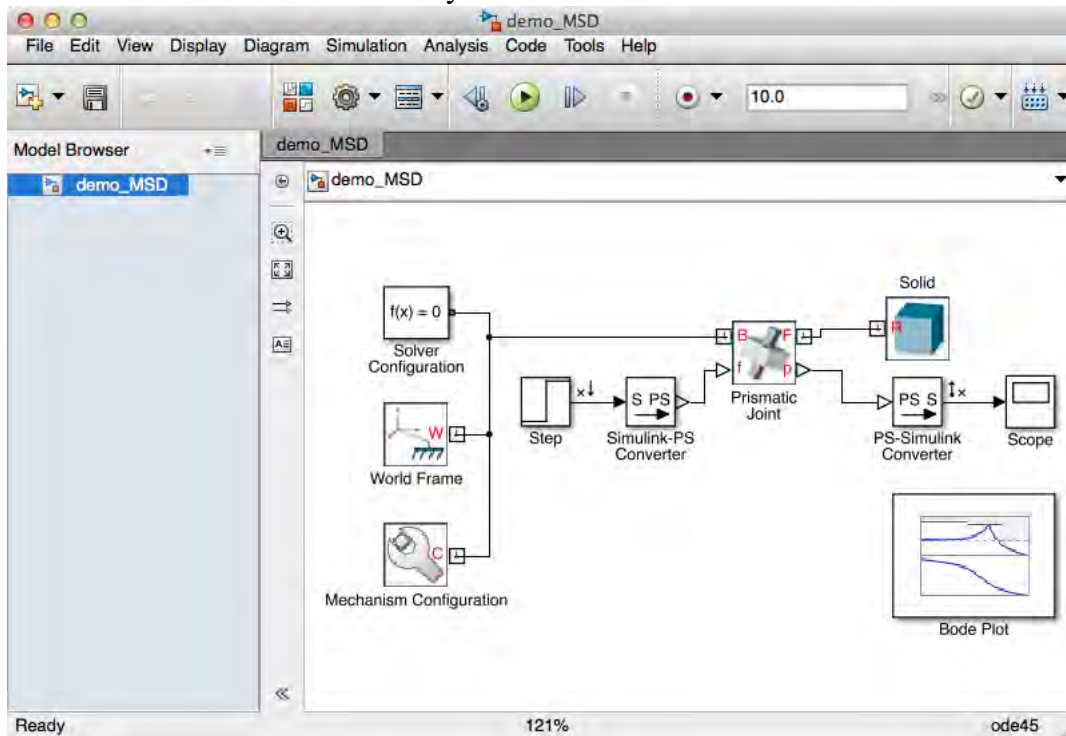 demo_MSD
File Edit View Display Diagram Simulation Analysis Code Tools Help
10.0
Model Browser
demo_MSD
demo_MSD
demo_MSD
f(x) = 0
Solver
Configuration
W
World Frame
C
Mechanism Configuration
Step
x
S PS
Simulink-PS
Converter
B F
f p
Prismatic
Joint
Solid
R
PS S
x
PS-Simulink
Converter
Scope
Bode Plot
Ready
121%
ode45